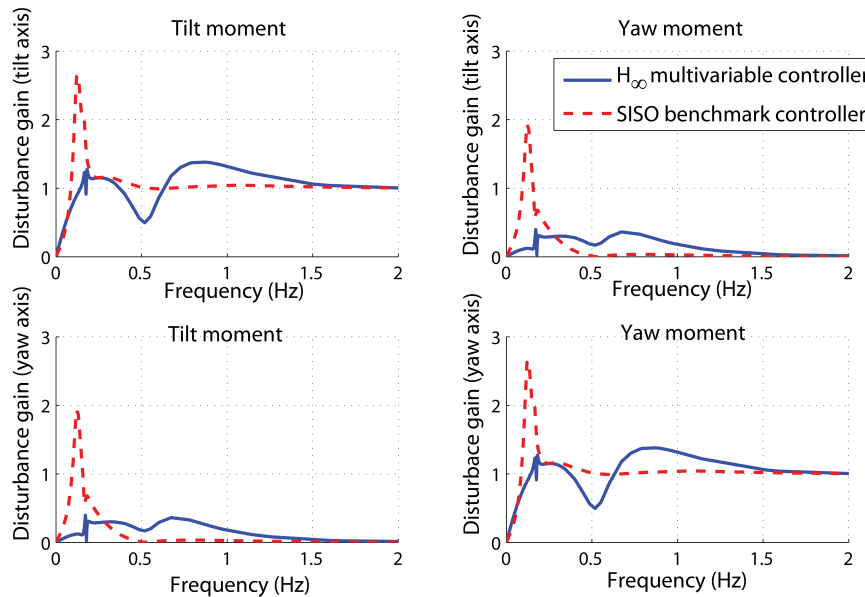 Tilt moment
Disturbance gain (tilt axis)
3
2
1
0
0
0.5
1
1.5
2
Frequency (Hz)
Yaw moment
Disturbance gain (tilt axis)
H∞ multivariable controller
SISO benchmark controller
3
2
1
0
0
0.5
1
1.5
2
Frequency (Hz)
Tilt moment
Disturbance gain (yaw axis)
3
2
1
0
0
0.5
1
1.5
2
Frequency (Hz)
Yaw moment
Disturbace gain (yaw axis)
3
2
1
0
0
0.5
1
1.5
2
Frequency (Hz)